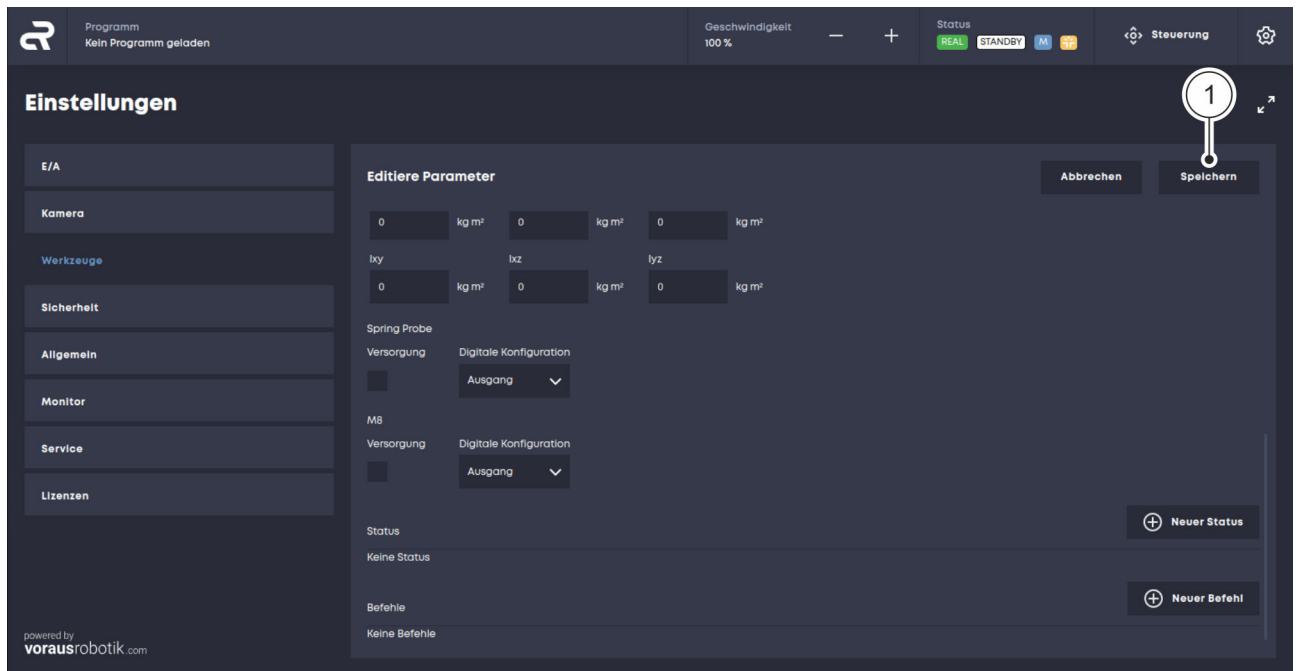 Programm
Kein Programm geladen
Geschwindigkeit
100 %
Status
REAL STANDBY M
Steuerung
Einstellungen
1
E/A
Kamera
Werkzeuge
Sicherheit
Allgemein
Monitor
Service
Lizenzen
Editiere Parameter
Abbrechen
Speichern
0 kg m² 0 kg m² 0 kg m²
Ixy Ixz Iyz
0 kg m² 0 kg m² 0 kg m²
Spring Probe
Versorgung Digitale Konfiguration
Ausgang
M8
Versorgung Digitale Konfiguration
Ausgang
Neuer Status
Status
Keine Status
Neuer Befehl
Befehle
Keine Befehle
powered by
vorausrobotik.com